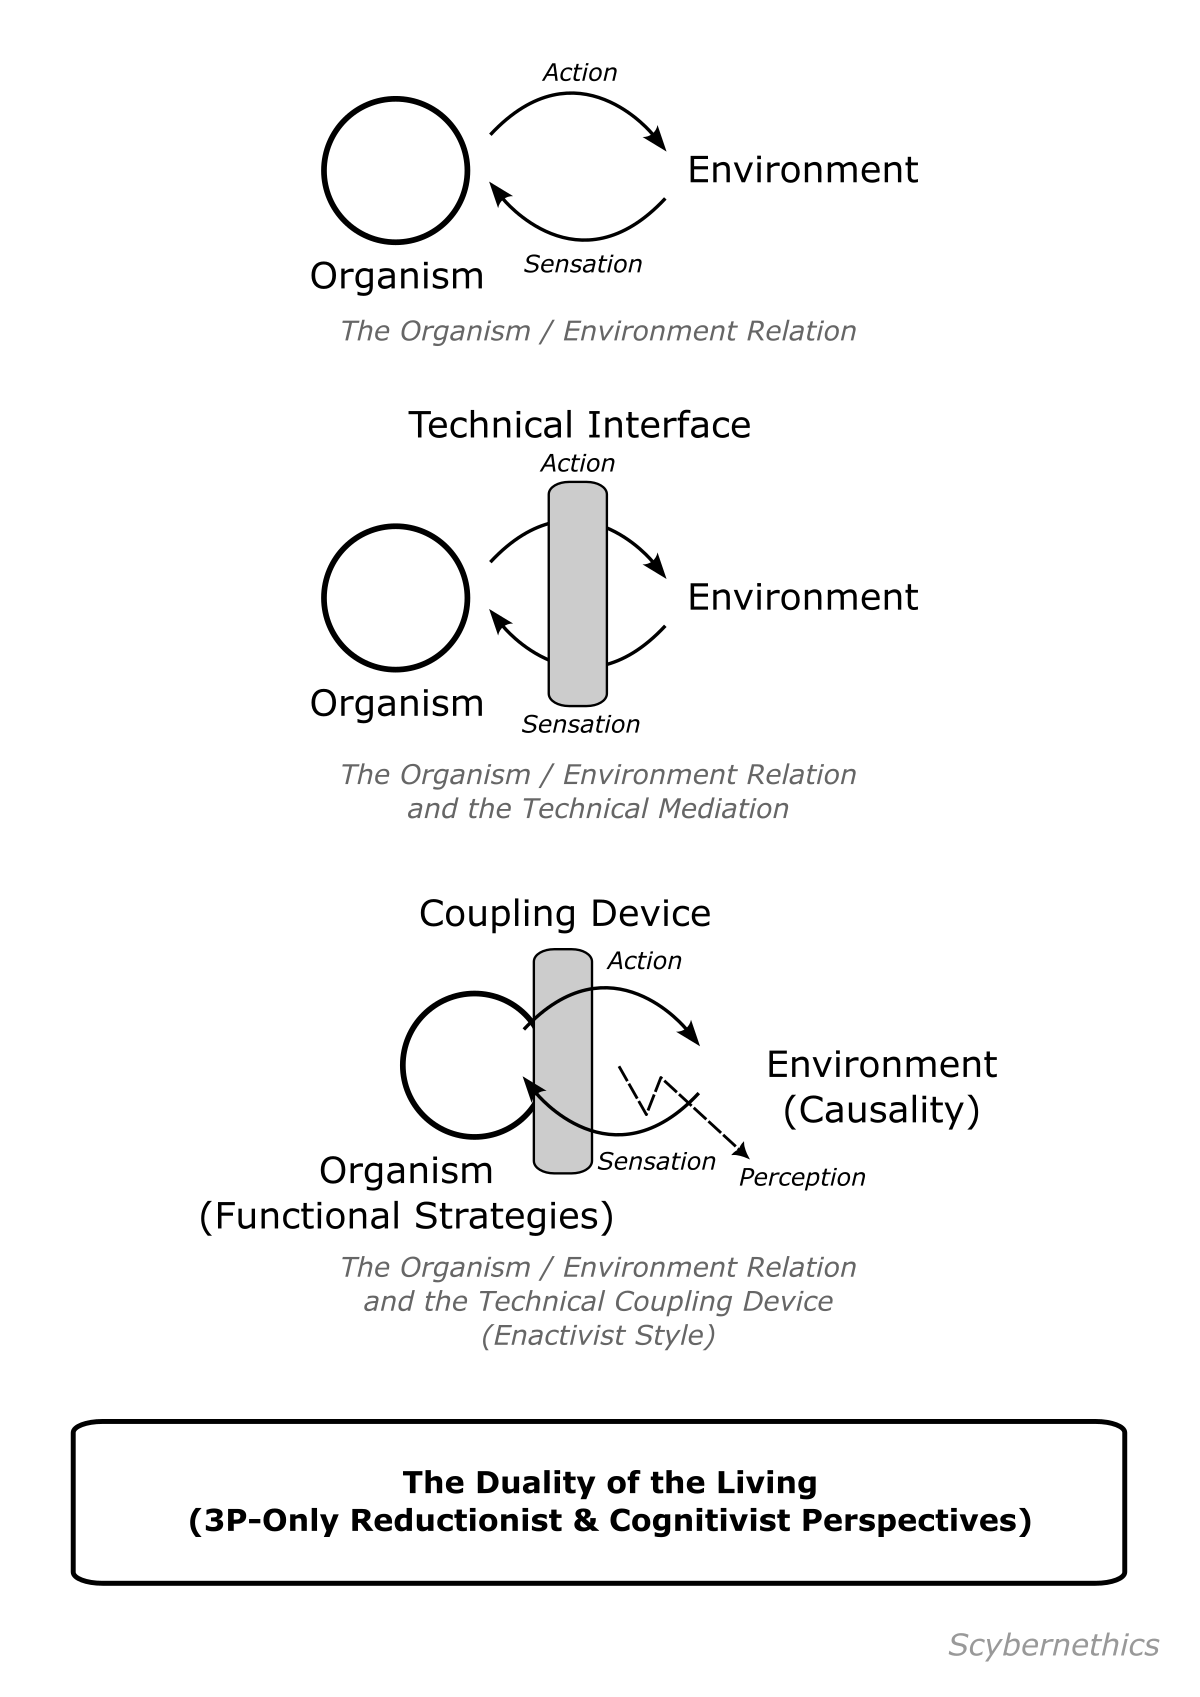 Action
Environment
Sensation
Organism
The Organism / Environment Relation
Technical Interface
Action
Environment
Organism
Sensation
The Organism / Environment Relation
and the Technical Mediation
Coupling Device
Action
Environment
(Causality)
Sensation
Perception
Organism
(Functional Strategies)
The Organism / Environment Relation
and the Technical Coupling Device
(Enactivist Style)
The Duality of the Living
(3P-Only Reductionist & Cognitivist Perspectives)
Scybernethics